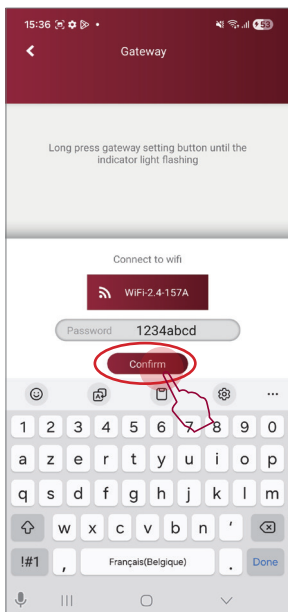 15:36
53
Gateway
Long press gateway setting button until the
indicator light flashing
Connect to wifi
WiFi-2.4-157A
Password 1234abcd
Confirm
1 2 3 4 5 6 7 8 9 0
a z e r t y u i o p
q s d f g h j k l m
w x c v b n '
!#1 , Français(Belgique) . Done